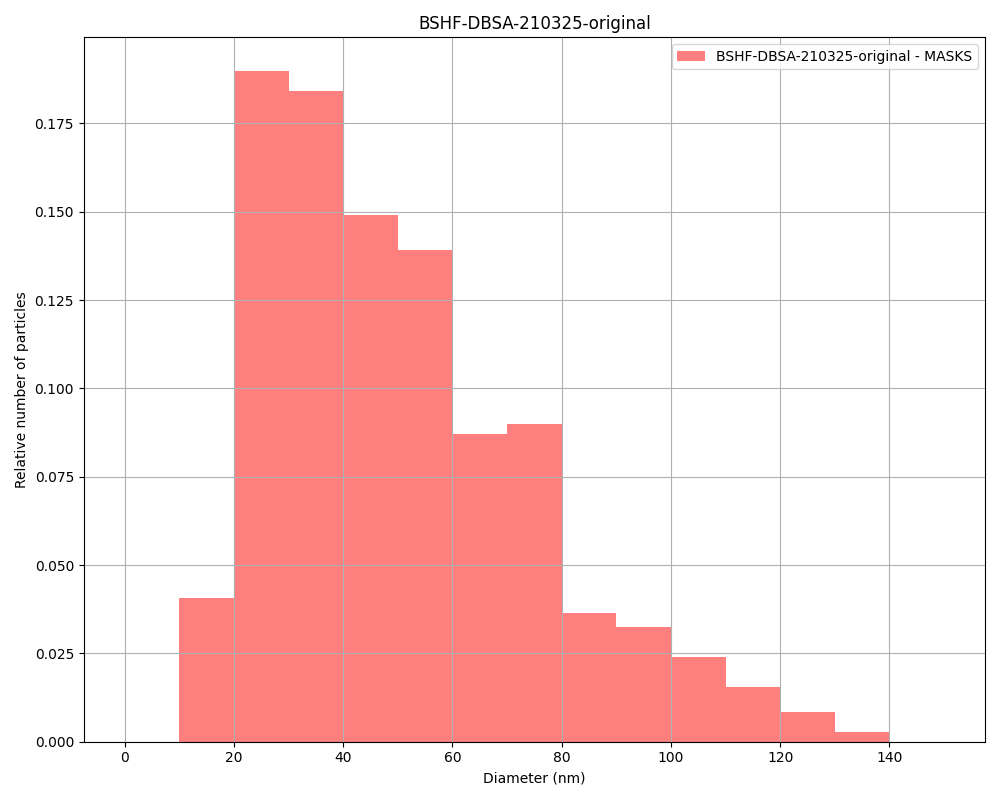 BSHF-DBSA-210325-original
BSHF-DBSA-210325-original - MASKS
Relative number of particles
0.175
0.150
0.125
0.100
0.075
0.050
0.025
0.000
0 20 40 60 80 100 120 140
Diameter (nm)